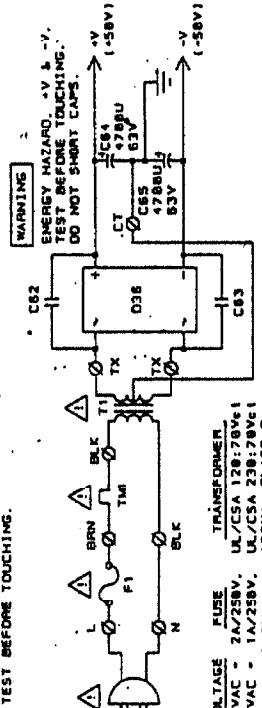 TEST BEFORE TOUCHING.
WARNING
ENERGY HAZARD. +V & -V.
TEST BEFORE TOUCHING.
DO NOT SHORT CAPS.
+V
(+58V)
-V
(-58V)
C62
C63
C64
4700U
63V
C65
4700U
63V
CT
D36
TX
TX
T1
BLK
TM1
BRN
F1
L
N
BLK
LTAGE FUSE TRANSFORMER
VAC - 2A/250V, UL/CSA 120:70Vct
VAC - 1A/250V, UL/CSA 230:70Vct